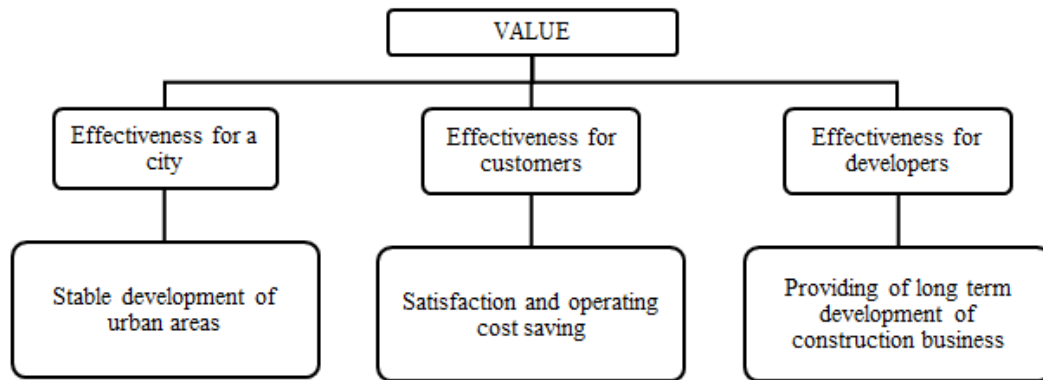 VALUE
Effectiveness for a
city
Effectiveness for
customers
Effectiveness for
developers
Stable development of
urban areas
Satisfaction and operating
cost saving
Providing of long term
development of
construction business